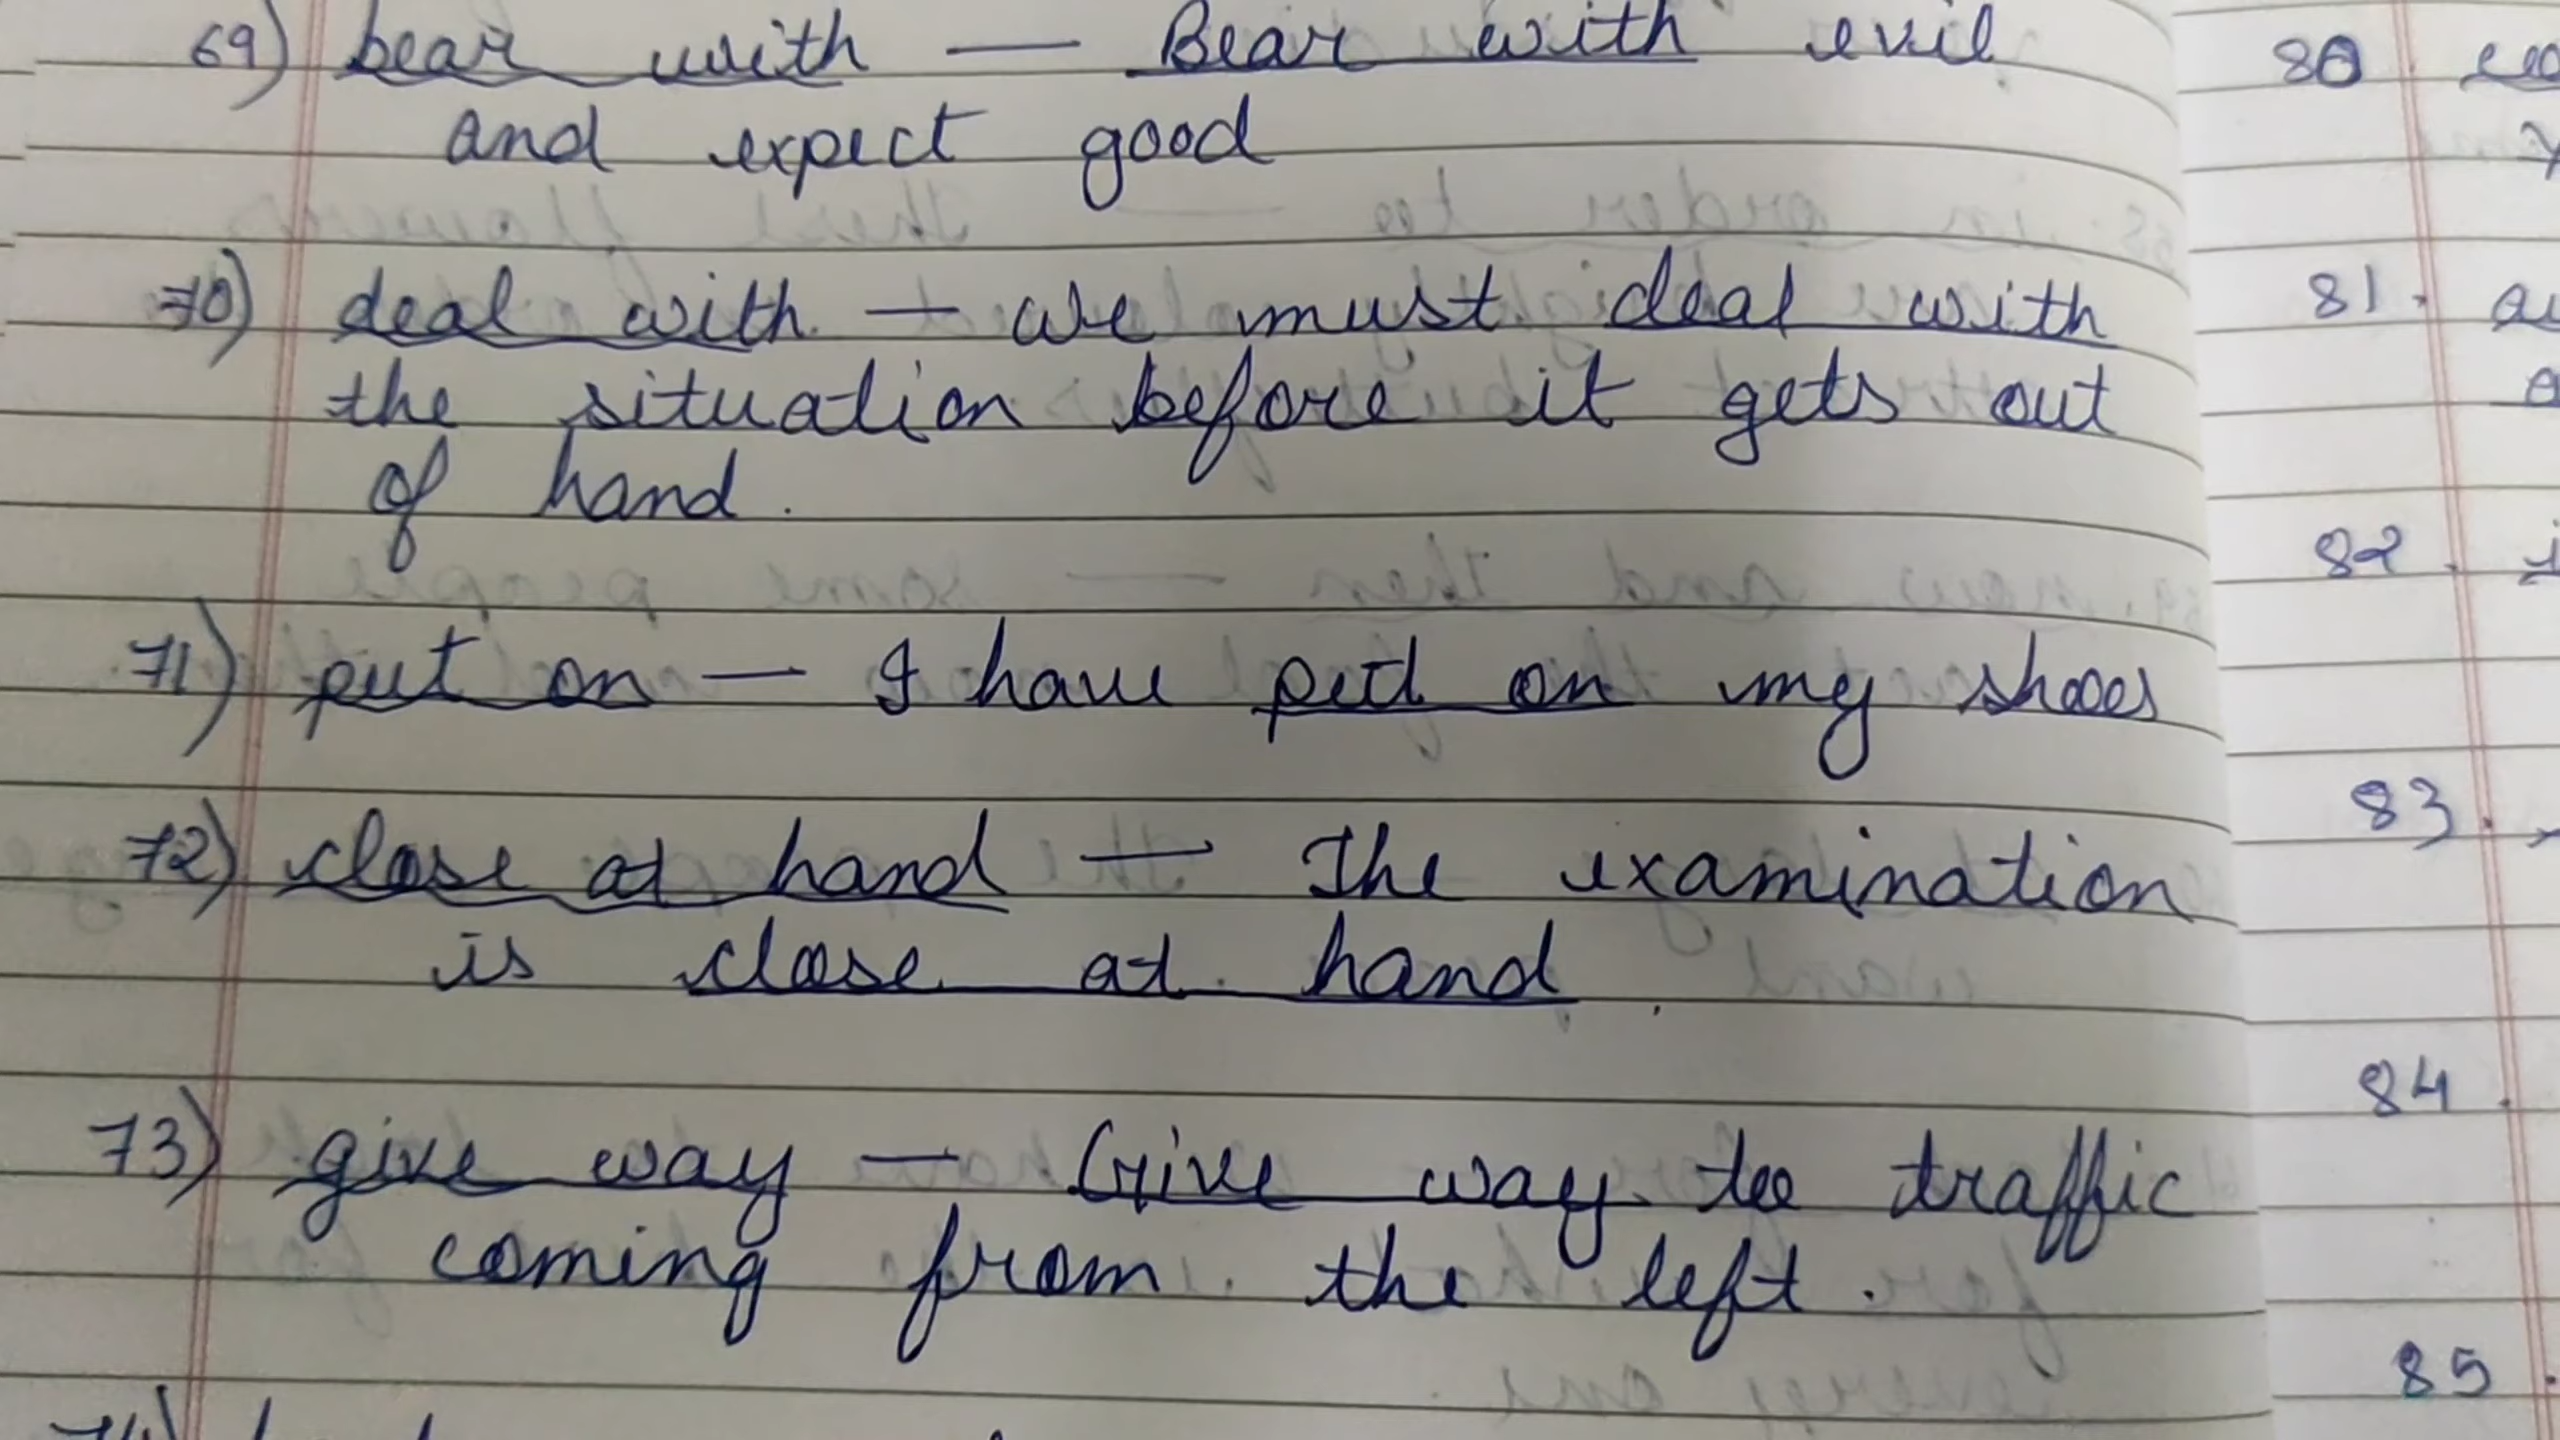 69) bear with — Bear with evil
and expect good
70) deal with — we must deal with
the situation before it gets out
of hand.
71) put on — I have put on my shoes
72) close at hand — The examination
is close at hand.
73) give way — Give way to traffic
coming from the left.
80
81.
82.
83.
84.
85.